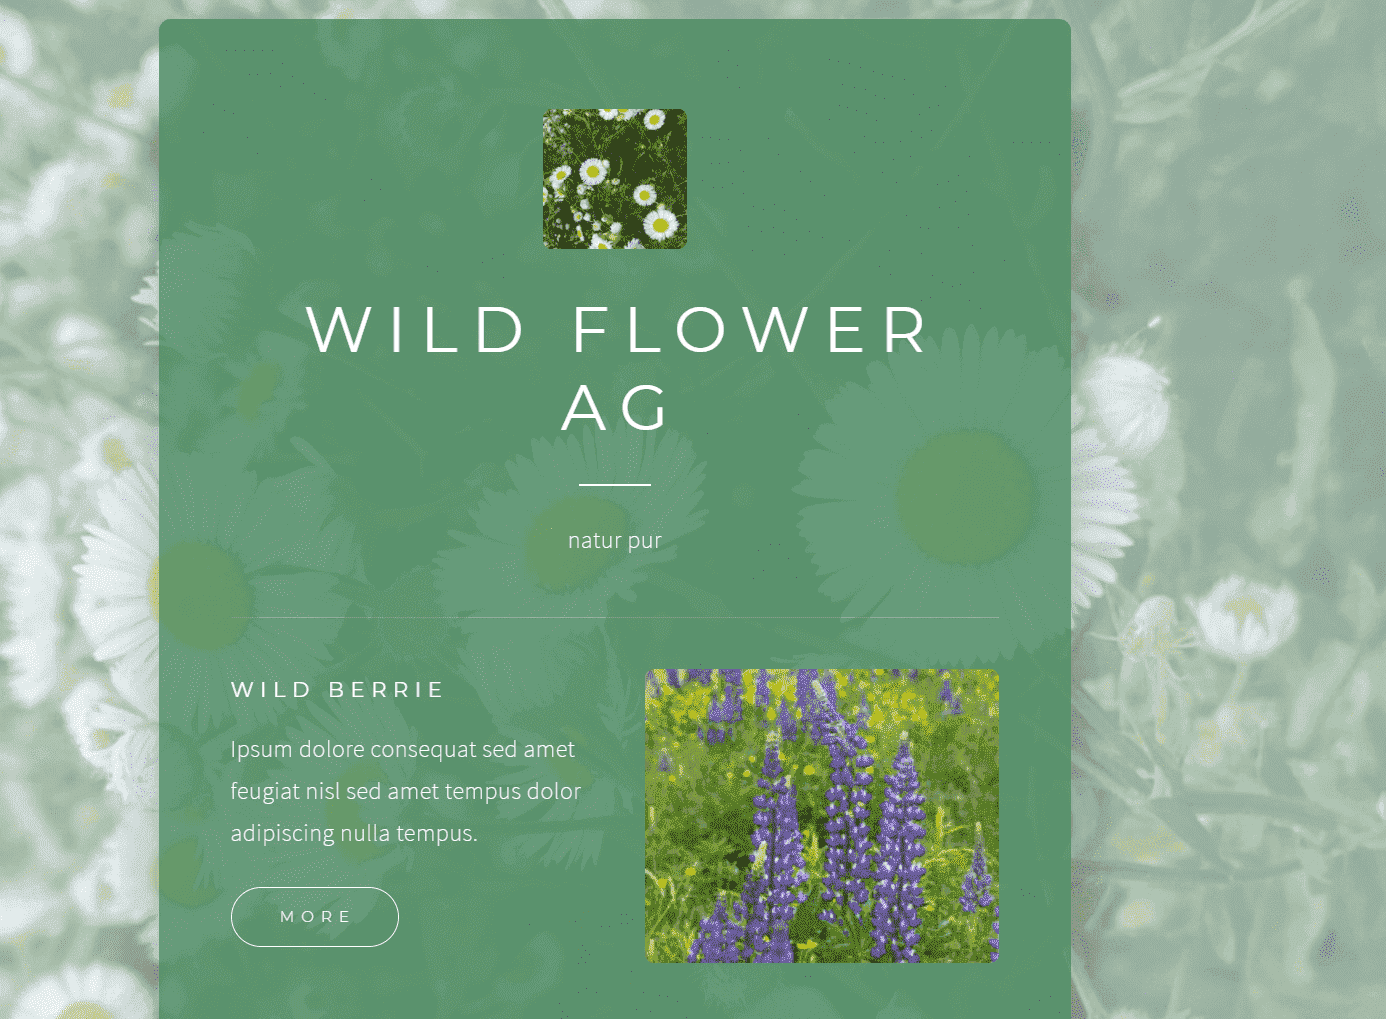 WILD FLOWER
AG
natur pur
WILD BERRIE
Ipsum dolore consequat sed amet
feugiat nisl sed amet tempus dolor
adipiscing nulla tempus.
MORE